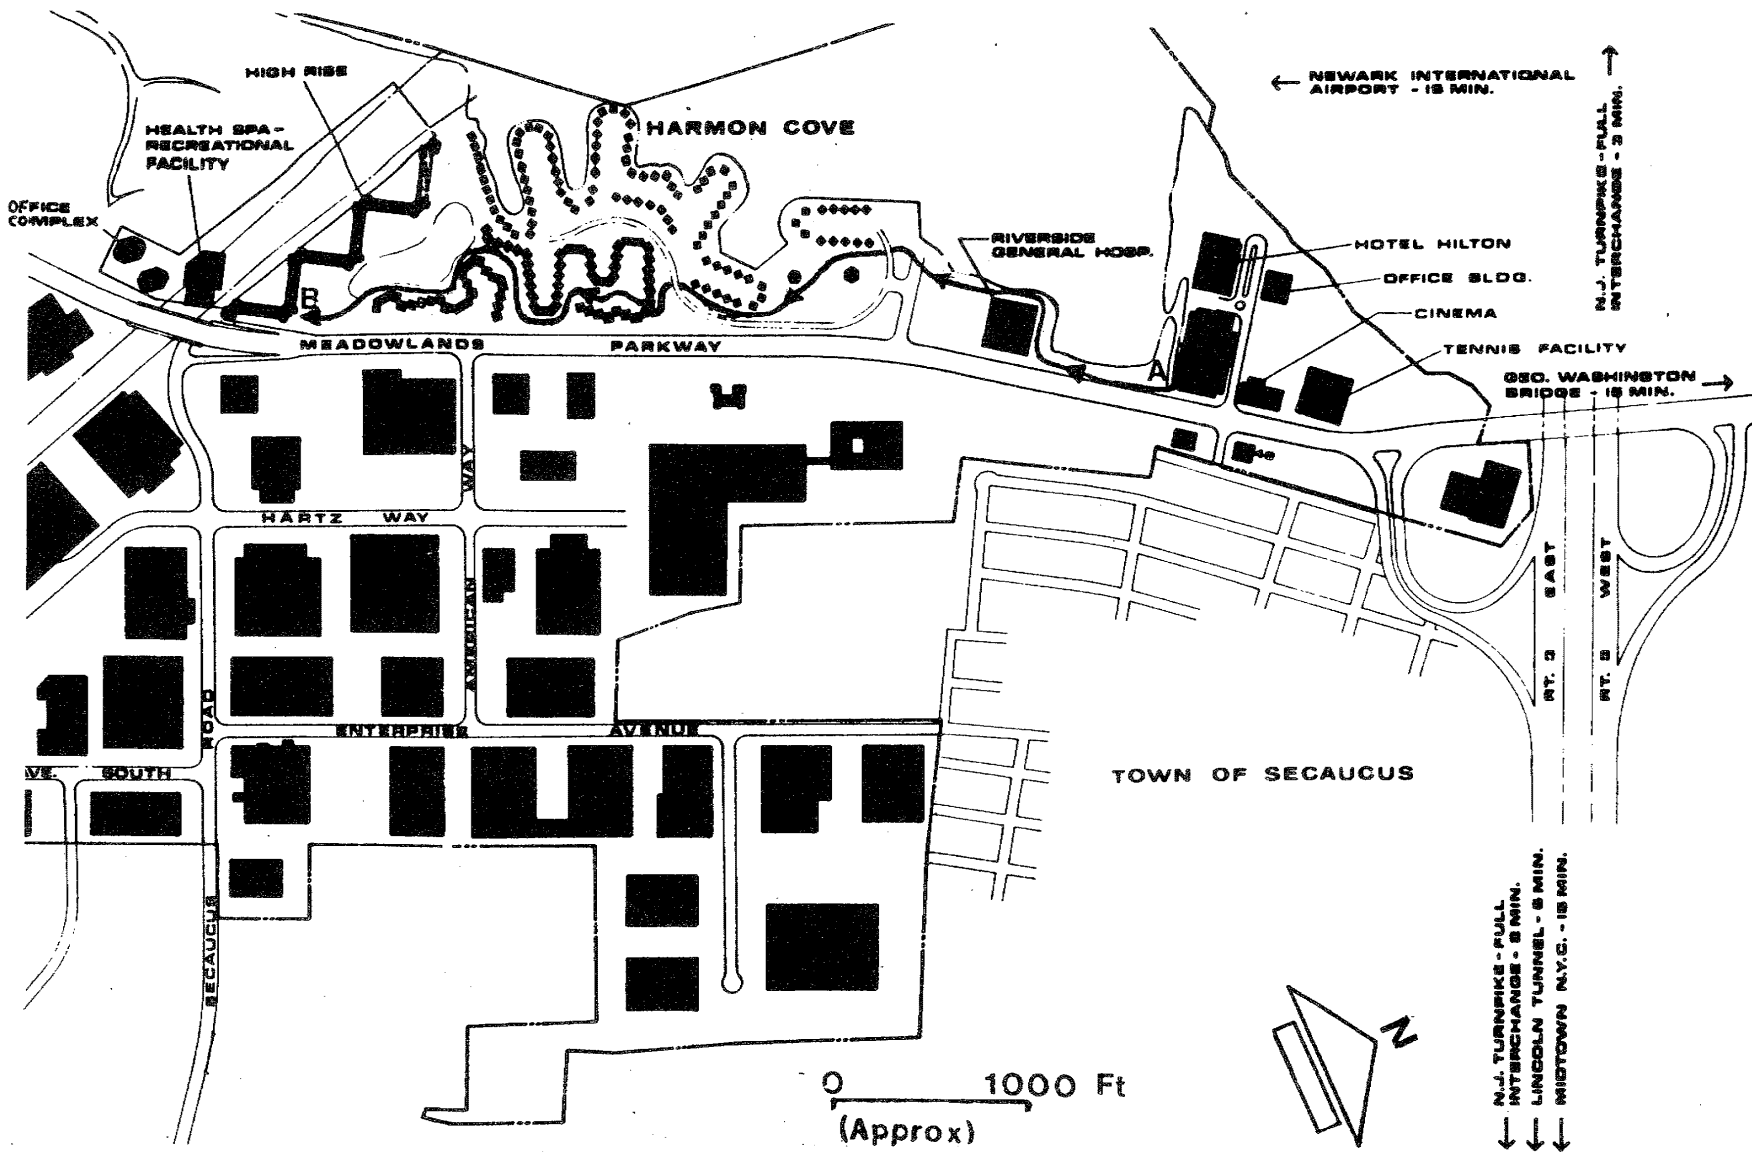 HIGH RISE
HEALTH SPA-
RECREATIONAL
FACILITY
OFFICE
COMPLEX
HARMON COVE
← NEWARK INTERNATIONAL
AIRPORT - 15 MIN.
N.J. TURNPIKE-FULL
INTERCHANGE - 3 MIN.
RIVERSIDE
GENERAL HOSP.
HOTEL HILTON
OFFICE BLDG.
CINEMA
TENNIS FACILITY
GEO. WASHINGTON
BRIDGE - 15 MIN. →
B
A
MEADOWLANDS PARKWAY
HARTZ WAY
AMERICAN WAY
ENTERPRISE AVENUE
AVE. SOUTH
SECAUCUS ROAD
RT. 3 EAST
RT. 3 WEST
TOWN OF SECAUCUS
N.J. TURNPIKE-FULL
LINCOLN TUNNEL - 5 MIN.
MIDTOWN N.Y.C. - 15 MIN.
N
0 1000 Ft
(Approx)